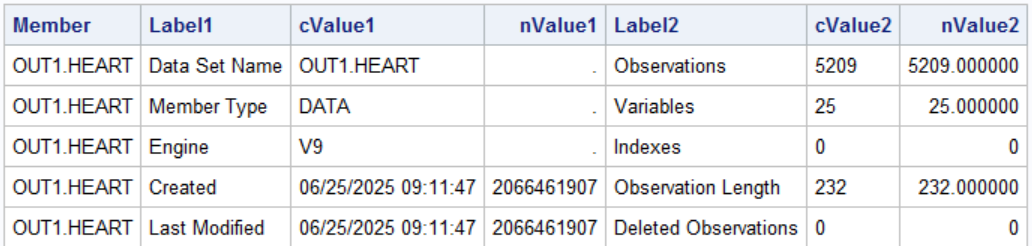 Member Label1 cValue1 nValue1 Label2 cValue2 nValue2
OUT1.HEART Data Set Name OUT1.HEART . Observations 5209 5209.000000
OUT1.HEART Member Type DATA . Variables 25 25.000000
OUT1.HEART Engine V9 . Indexes 0 0
OUT1.HEART Created 06/25/2025 09:11:47 2066461907 Observation Length 232 232.000000
OUT1.HEART Last Modified 06/25/2025 09:11:47 2066461907 Deleted Observations 0 0